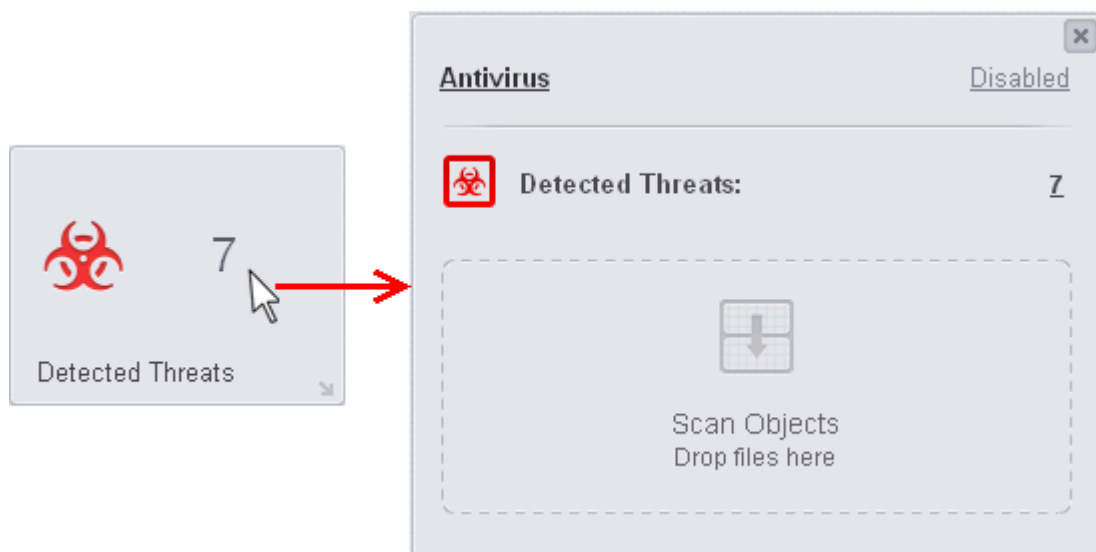 7
Detected Threats
Antivirus
Disabled
Detected Threats:
7
Scan Objects
Drop files here